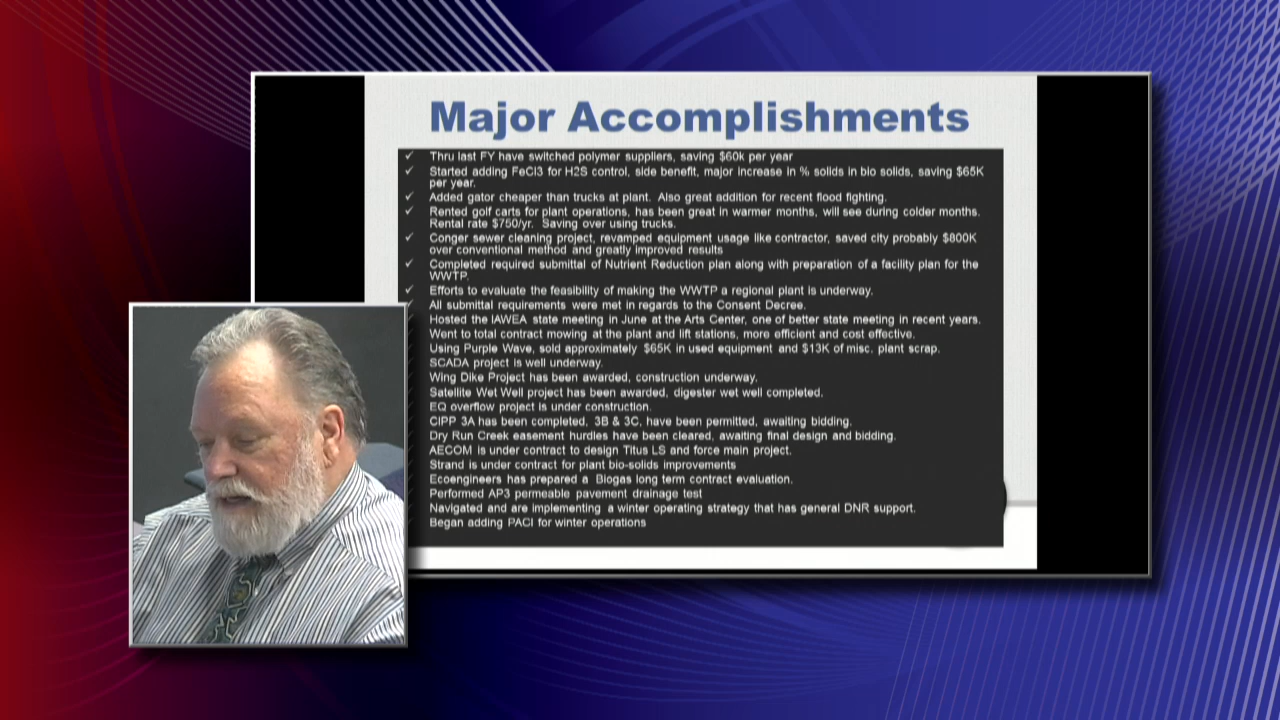 Major Accomplishments
Thru last FY have switched polymer suppliers, saving $60k per year
Started adding FeCl3 for H2S control, side benefit, major increase in % solids in bio solids, saving $65K
per year.
Added gator cheaper than trucks at plant. Also great addition for recent flood fighting.
Rented golf carts for plant operations, has been great in warmer months, will see during colder months.
Rental rate $750/yr. Saving over using trucks.
Conger sewer cleaning project, revamped equipment usage like contractor, saved city probably $800K
over conventional method and greatly improved results
Completed required submittal of Nutrient Reduction plan along with preparation of a facility plan for the
WWTP.
Efforts to evaluate the feasibility of making the WWTP a regional plant is underway.
All submittal requirements were met in regards to the Consent Decree.
Hosted the IAWEA state meeting in June at the Arts Center, one of better state meeting in recent years.
Went to total contract mowing at the plant and lift stations, more efficient and cost effective.
Using Purple Wave, sold approximately $65K in used equipment and $13K of misc. plant scrap.
SCADA project is well underway.
Wing Dike Project has been awarded, construction underway.
Satellite Wet Well project has been awarded, digester wet well completed.
EQ overflow project is under construction.
CIPP 3A has been completed, 3B & 3C, have been permitted, awaiting bidding.
Dry Run Creek easement hurdles have been cleared, awaiting final design and bidding.
AECOM is under contract to design Titus LS and force main project.
Strand is under contract for plant bio-solids improvements
Ecoengineers has prepared a Biogas long term contract evaluation.
Performed AP3 permeable pavement drainage test
Navigated and are implementing a winter operating strategy that has general DNR support.
Began adding PACl for winter operations